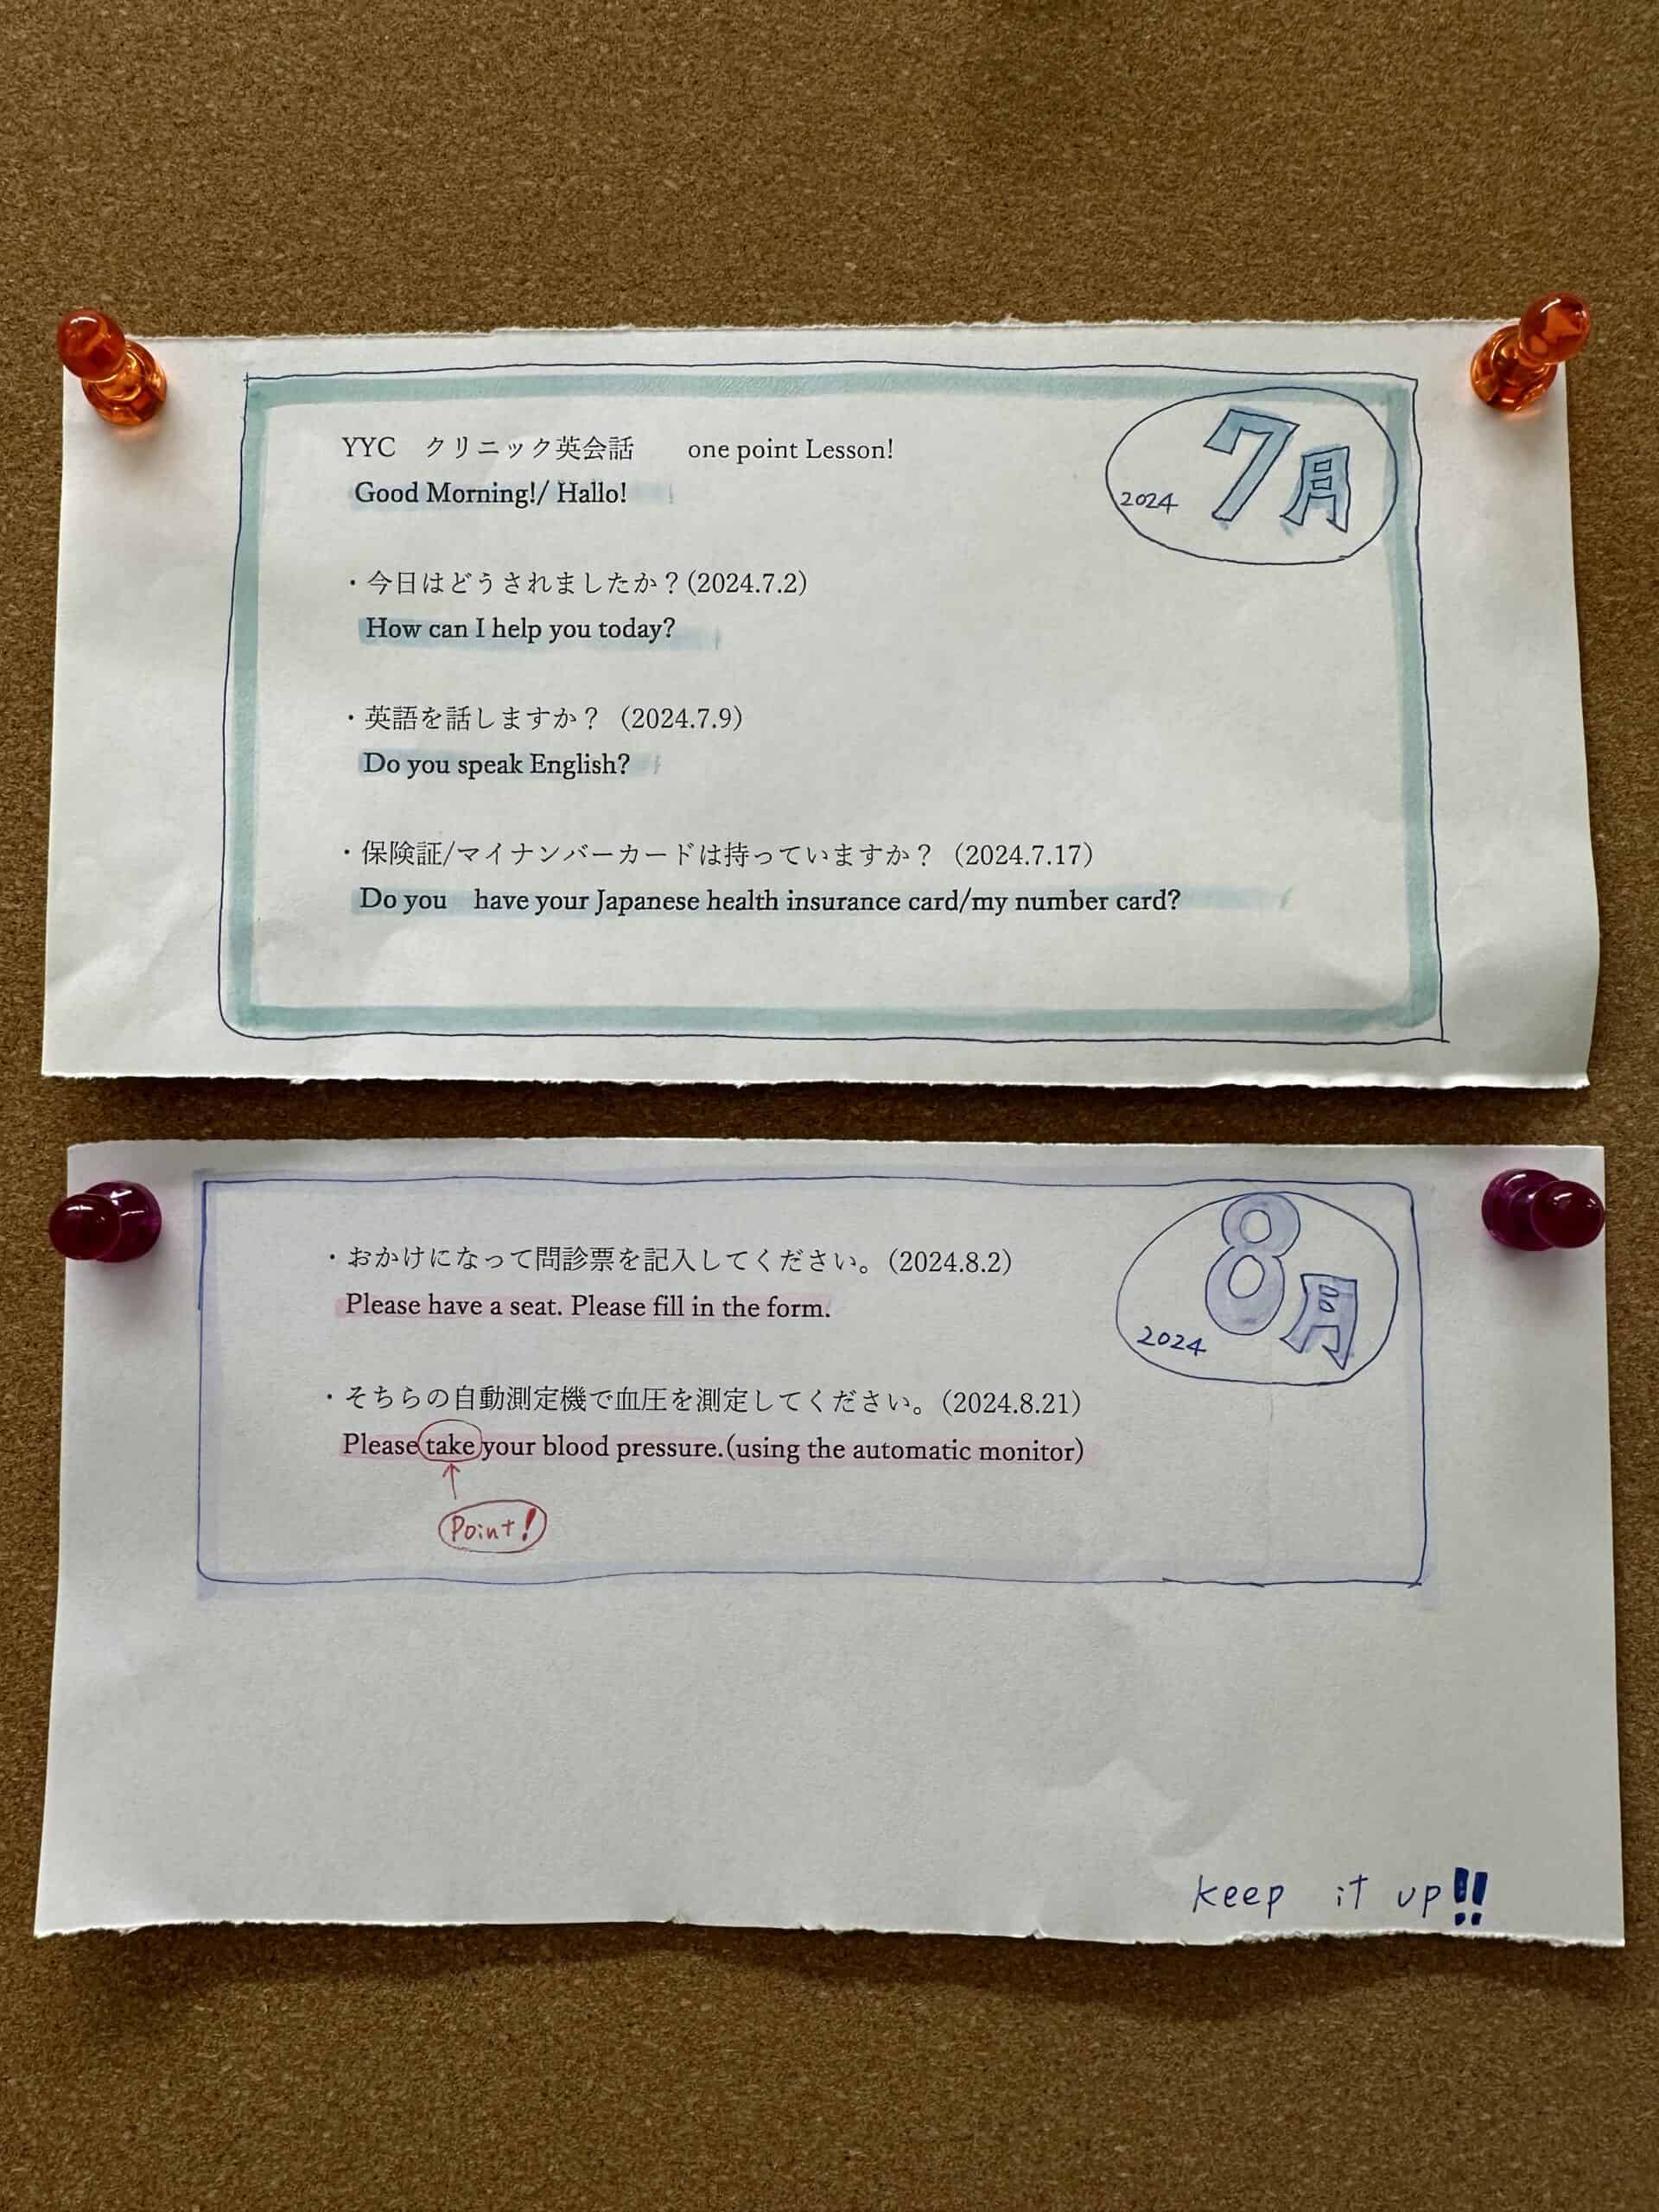 YYC　クリニック英会話　　one point Lesson!
Good Morning!/ Hallo!
2024 7月
・今日はどうされましたか？(2024.7.2)
How can I help you today?
・英語を話しますか？（2024.7.9）
Do you speak English?
・保険証/マイナンバーカードは持っていますか？（2024.7.17）
Do you　have your Japanese health insurance card/my number card?
2024 8月
・おかけになって問診票を記入してください。（2024.8.2）
Please have a seat. Please fill in the form.
・そちらの自動測定機で血圧を測定してください。（2024.8.21）
Please take your blood pressure.(using the automatic monitor)
Point!
keep it up!!